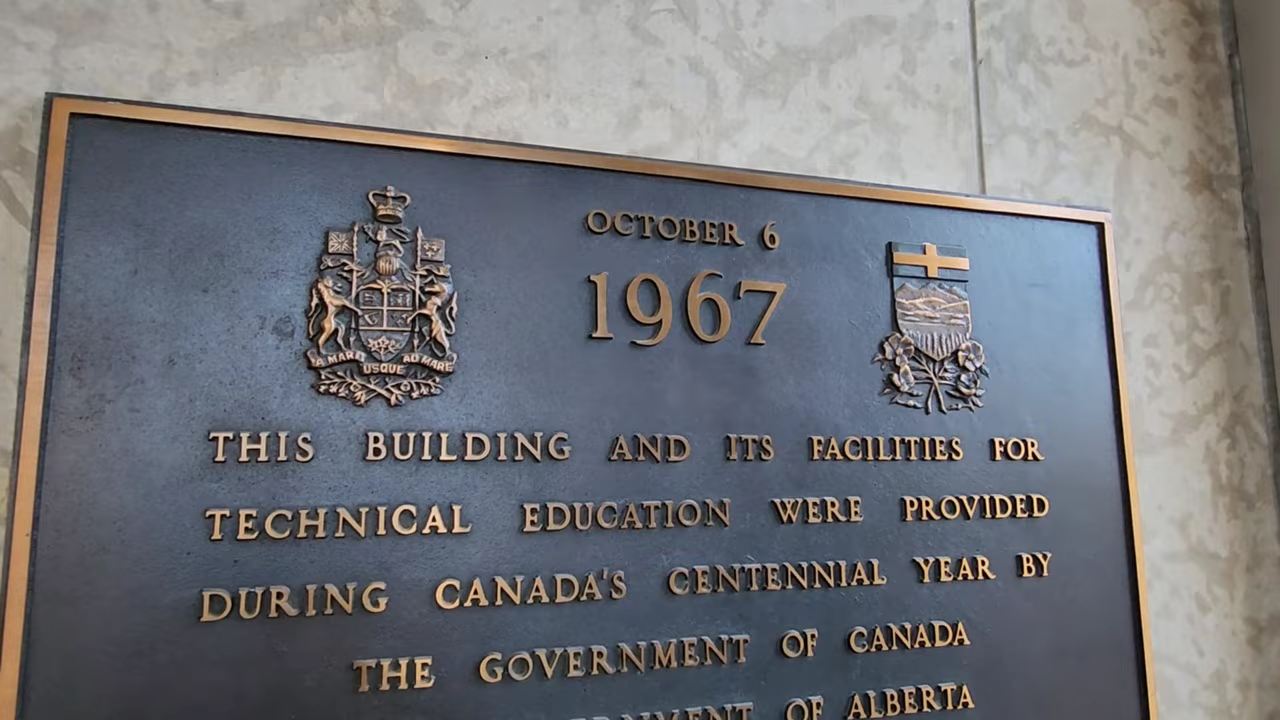 OCTOBER 6
1967
A MARI USQUE AD MARE
THIS BUILDING AND ITS FACILITIES FOR
TECHNICAL EDUCATION WERE PROVIDED
DURING CANADA'S CENTENNIAL YEAR BY
THE GOVERNMENT OF CANADA
OF ALBERTA